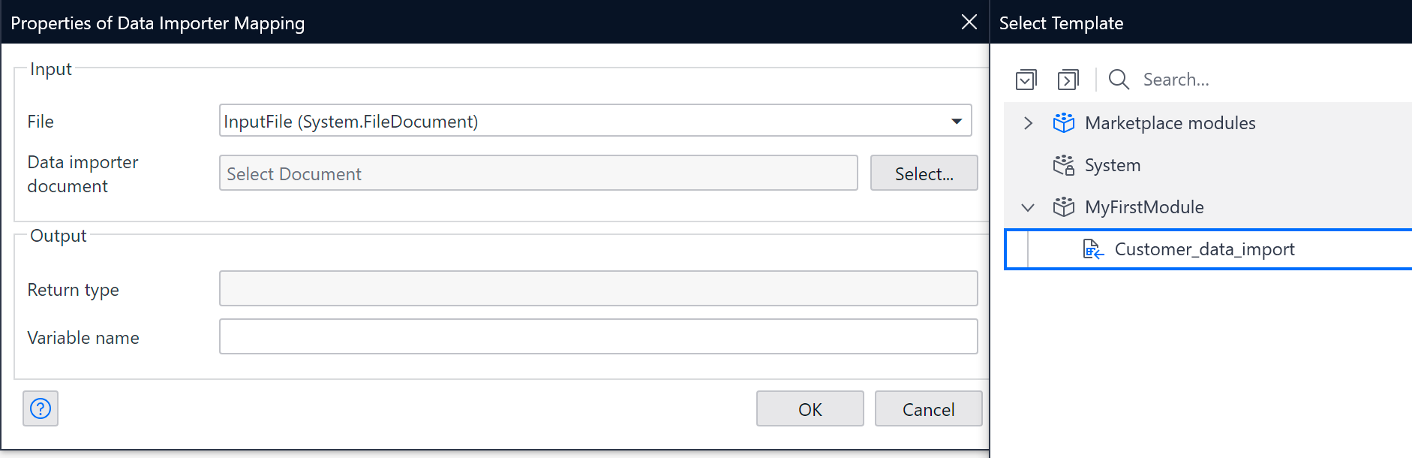 Properties of Data Importer Mapping
Input
File
InputFile (System.FileDocument)
Data importer
document
Select Document
Select...
Output
Return type
Variable name
OK
Cancel
Select Template
Search...
Marketplace modules
System
MyFirstModule
Customer_data_import